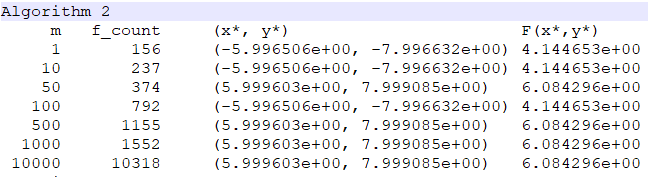 Algorithm 2
m f_count (x*, y*) F(x*,y*)
1 156 (-5.996506e+00, -7.996632e+00) 4.144653e+00
10 237 (-5.996506e+00, -7.996632e+00) 4.144653e+00
50 374 (5.999603e+00, 7.999085e+00) 6.084296e+00
100 792 (-5.996506e+00, -7.996632e+00) 4.144653e+00
500 1155 (5.999603e+00, 7.999085e+00) 6.084296e+00
1000 1552 (5.999603e+00, 7.999085e+00) 6.084296e+00
10000 10318 (5.999603e+00, 7.999085e+00) 6.084296e+00